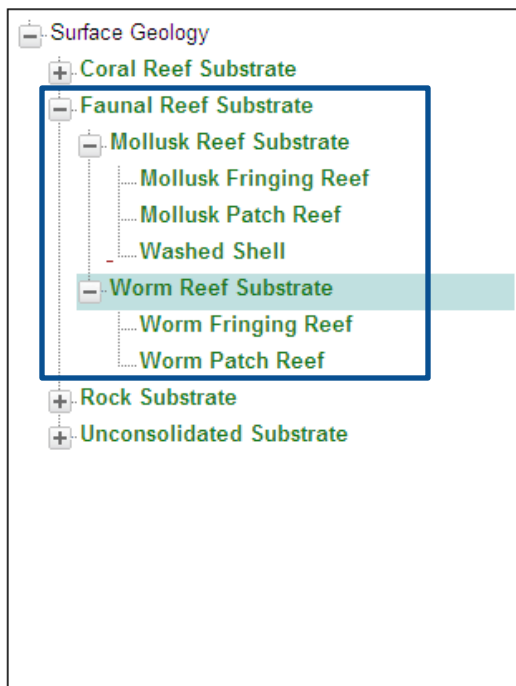 Surface Geology
Coral Reef Substrate
Faunal Reef Substrate
Mollusk Reef Substrate
Mollusk Fringing Reef
Mollusk Patch Reef
Washed Shell
Worm Reef Substrate
Worm Fringing Reef
Worm Patch Reef
Rock Substrate
Unconsolidated Substrate